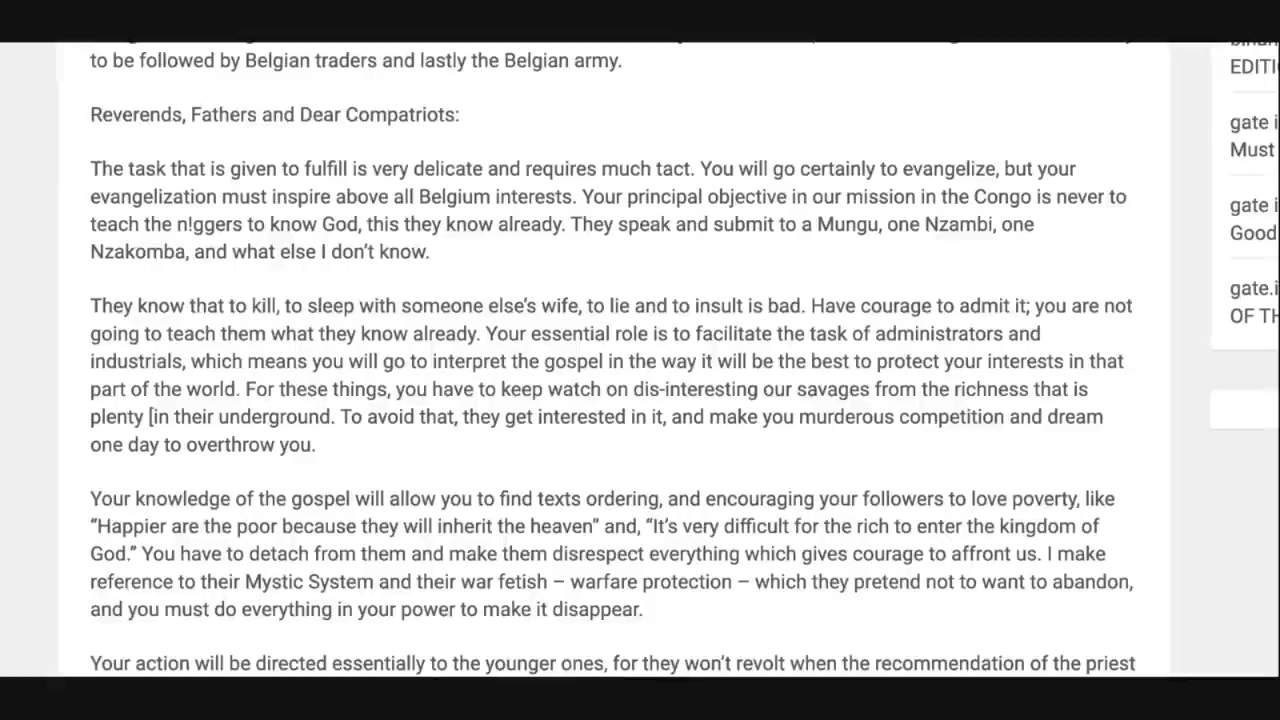 to be followed by Belgian traders and lastly the Belgian army.
Reverends, Fathers and Dear Compatriots:
The task that is given to fulfill is very delicate and requires much tact. You will go certainly to evangelize, but your
evangelization must inspire above all Belgium interests. Your principal objective in our mission in the Congo is never to
teach the n!ggers to know God, this they know already. They speak and submit to a Mungu, one Nzambi, one
Nzakomba, and what else I don't know.
They know that to kill, to sleep with someone else's wife, to lie and to insult is bad. Have courage to admit it; you are not
going to teach them what they know already. Your essential role is to facilitate the task of administrators and
industrials, which means you will go to interpret the gospel in the way it will be the best to protect your interests in that
part of the world. For these things, you have to keep watch on dis-interesting our savages from the richness that is
plenty [in their underground. To avoid that, they get interested in it, and make you murderous competition and dream
one day to overthrow you.
Your knowledge of the gospel will allow you to find texts ordering, and encouraging your followers to love poverty, like
“Happier are the poor because they will inherit the heaven” and, “It's very difficult for the rich to enter the kingdom of
God.” You have to detach from them and make them disrespect everything which gives courage to affront us. I make
reference to their Mystic System and their war fetish – warfare protection – which they pretend not to want to abandon,
and you must do everything in your power to make it disappear.
Your action will be directed essentially to the younger ones, for they won't revolt when the recommendation of the priest
EDITI
gate i
Must
gate i
Good
gate.i
OF TH